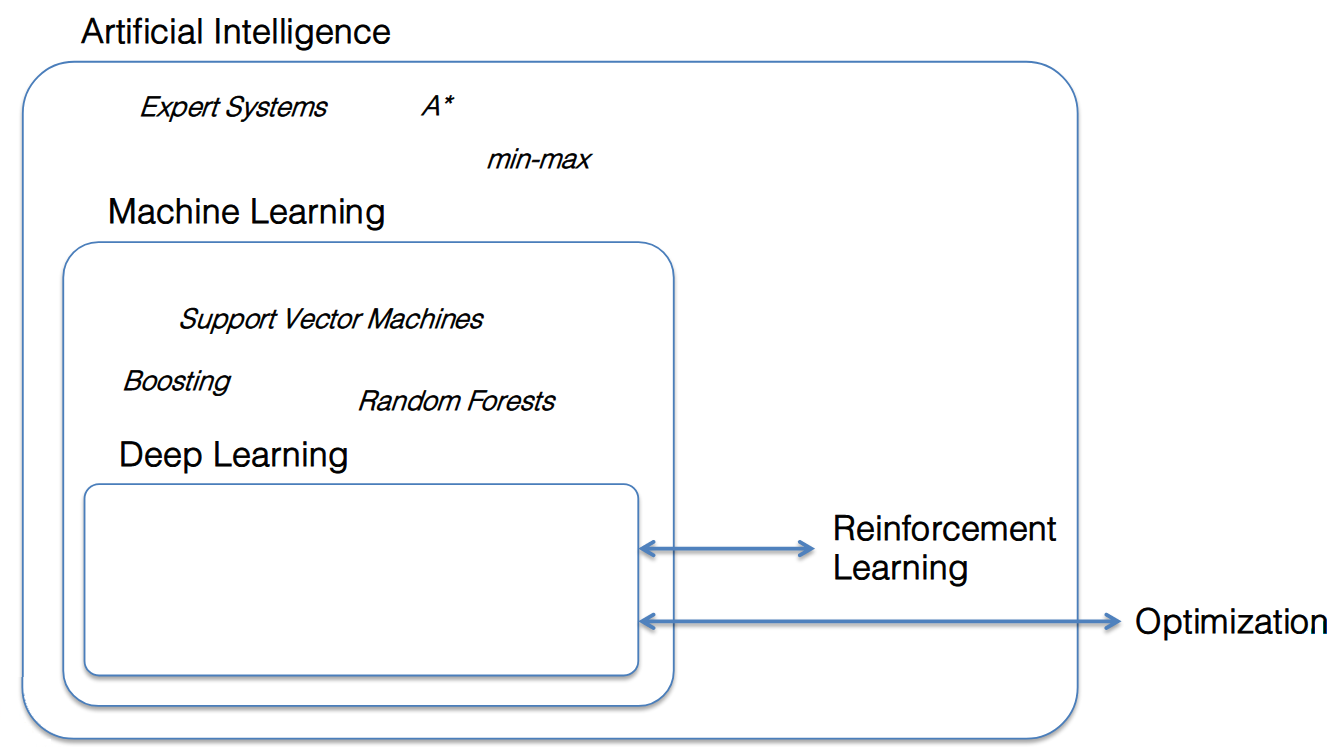 Artificial Intelligence
Expert Systems
A*
min-max
Machine Learning
Support Vector Machines
Boosting
Random Forests
Deep Learning
Reinforcement
Learning
Optimization